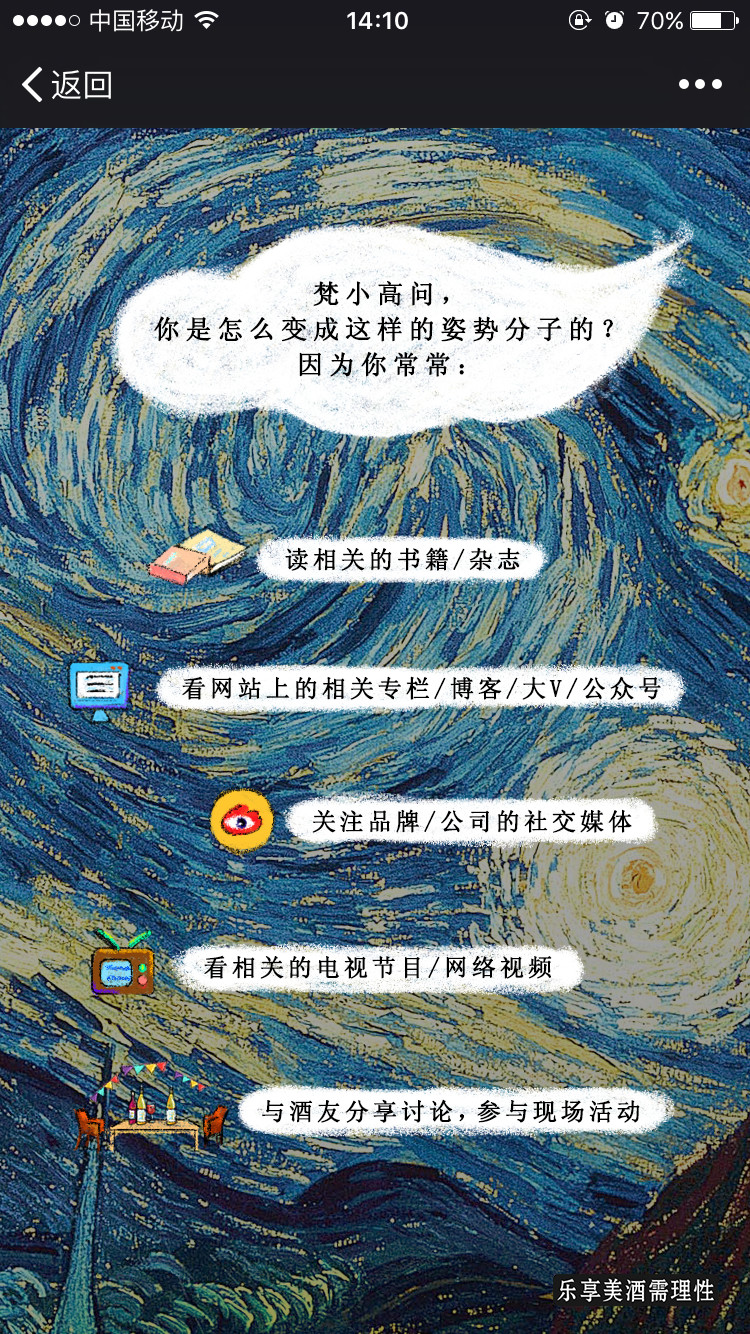 中国移动
14:10
70%
返回
梵小高问，
你是怎么变成这样的姿势分子的？
因为你常常：
读相关的书籍/杂志
看网站上的相关专栏/博客/大V/公众号
关注品牌/公司的社交媒体
看相关的电视节目/网络视频
与酒友分享讨论，参与现场活动
乐享美酒需理性